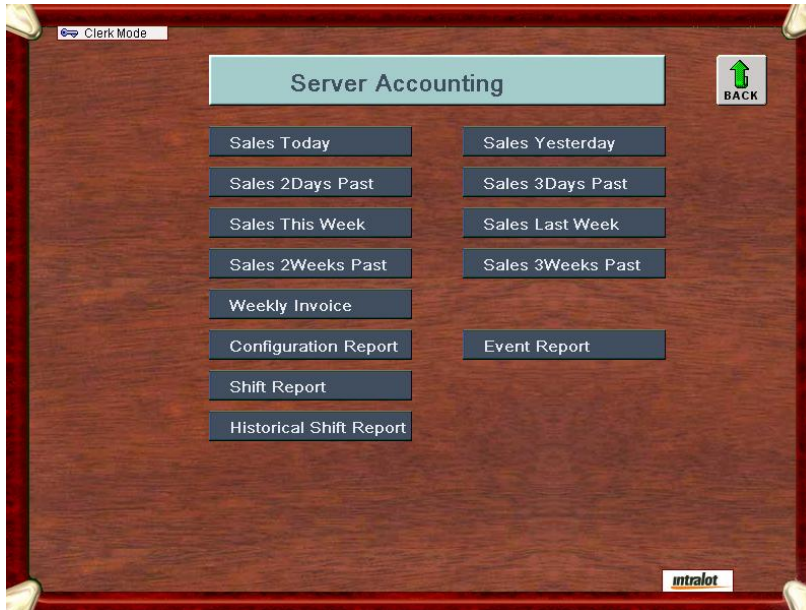 Clerk Mode
Server Accounting
BACK
Sales Today
Sales Yesterday
Sales 2Days Past
Sales 3Days Past
Sales This Week
Sales Last Week
Sales 2Weeks Past
Sales 3Weeks Past
Weekly Invoice
Configuration Report
Event Report
Shift Report
Historical Shift Report
intralot